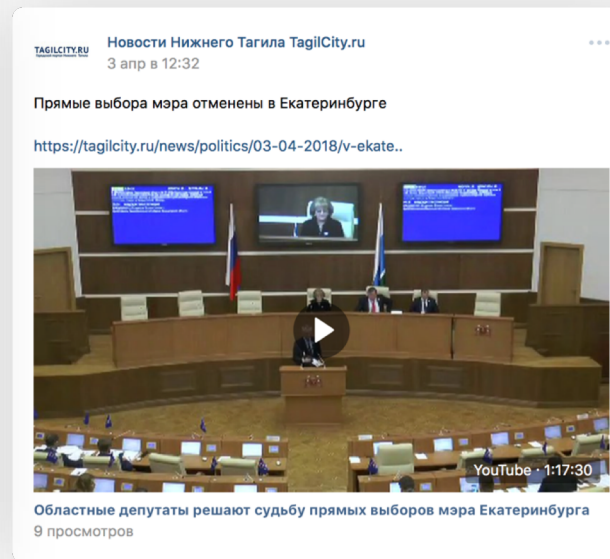 TAGILCITY.RU
Новости Нижнего Тагила TagilCity.ru
3 апр в 12:32
Прямые выбора мэра отменены в Екатеринбурге
https://tagilcity.ru/news/politics/03-04-2018/v-ekate..
YouTube · 1:17:30
Областные депутаты решают судьбу прямых выборов мэра Екатеринбурга
9 просмотров